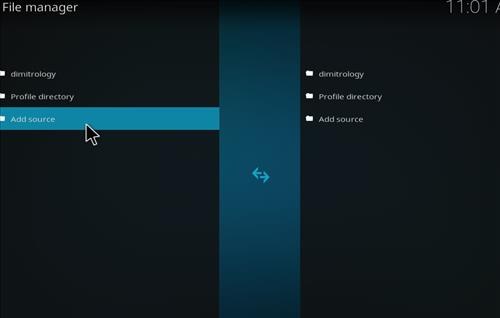 File manager
11:01 A
dimitrology
Profile directory
Add source
dimitrology
Profile directory
Add source